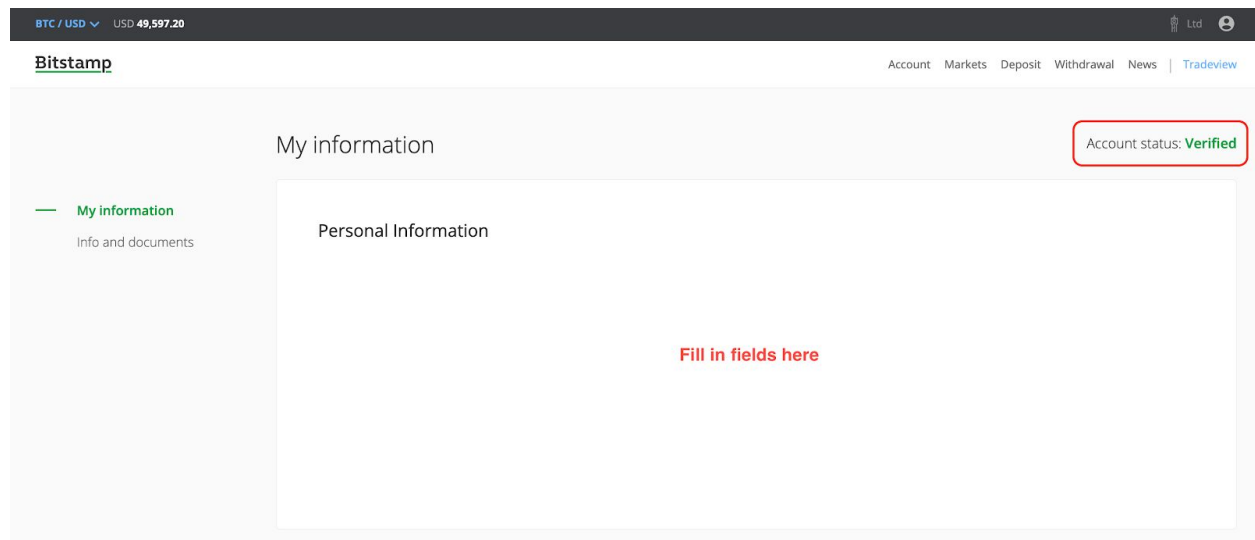 BTC / USD USD 49,597.20 Ltd
Bitstamp Account Markets Deposit Withdrawal News | Tradeview
My information Account status: Verified
My information
Personal Information
Info and documents
Fill in fields here